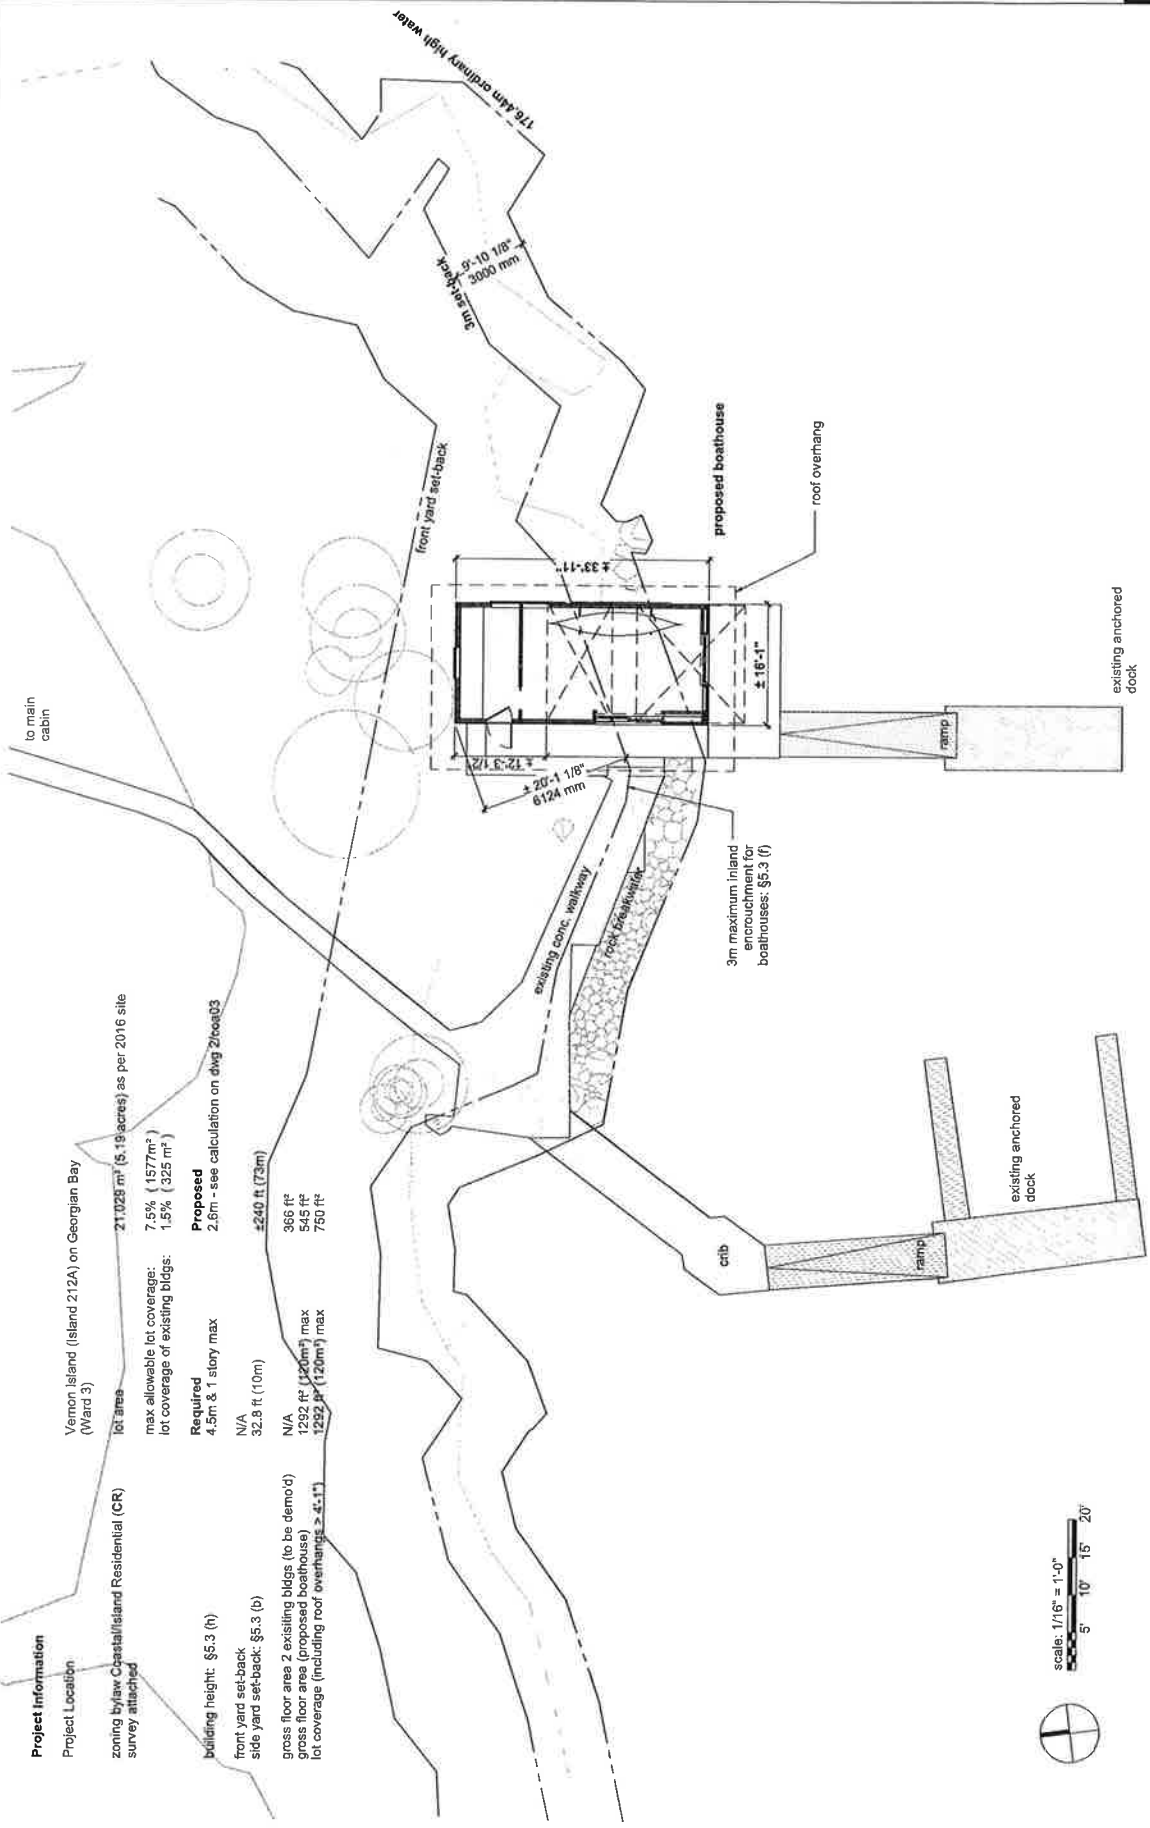 Project Information
Project Location
Vernon Island (Island 212A) on Georgian Bay
(Ward 3)
zoning bylaw Coastal/Island Residential (CR)
survey attached
lot area
21,029 m² (5.19 acres) as per 2016 site
max allowable lot coverage:
7.5% ( 1577m² )
lot coverage of existing bldgs:
1.5% ( 325 m² )
Required
Proposed
building height: §5.3 (h)
4.5m & 1 story max
2.6m - see calculation on dwg 2/coa03
front yard set-back
N/A
side yard set-back: §5.3 (b)
32.8 ft (10m)
±240 ft (73m)
gross floor area 2 exisiting bldgs (to be demo'd)
N/A
366 ft²
gross floor area (proposed boathouse)
1292 ft² (120m²) max
545 ft²
lot coverage (including roof overhangs > 4'-1")
1292 ft² (120m²) max
750 ft²
to main
cabin
front yard set-back
3m set-back
9'-10 1/8"
3000 mm
176.44m ordinary high water
± 33'-11"
± 12'-3 1/2"
± 20'-1 1/8"
6124 mm
± 16'-1"
proposed boathouse
roof overhang
existing conc. walkway
rock breakwater
3m maximum inland
encrouchment for
boathouses: §5.3 (f)
crib
ramp
existing anchored
dock
ramp
existing anchored
dock
scale: 1/16" = 1'-0"
5'
10'
15'
20'